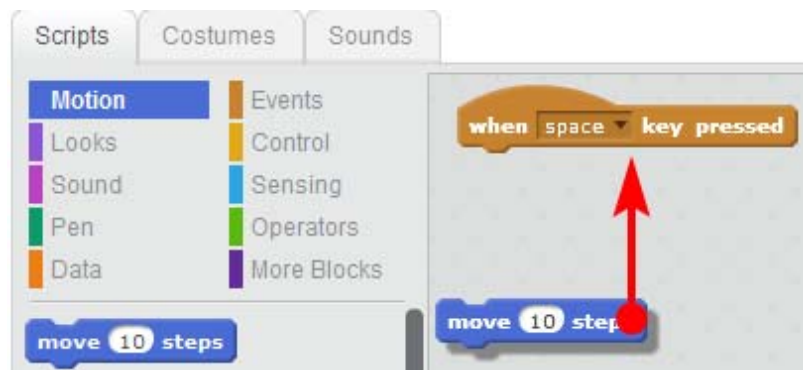 Scripts Costumes Sounds
Motion Events
Looks Control
Sound Sensing
Pen Operators
Data More Blocks
when space key pressed
move 10 steps
move 10 step